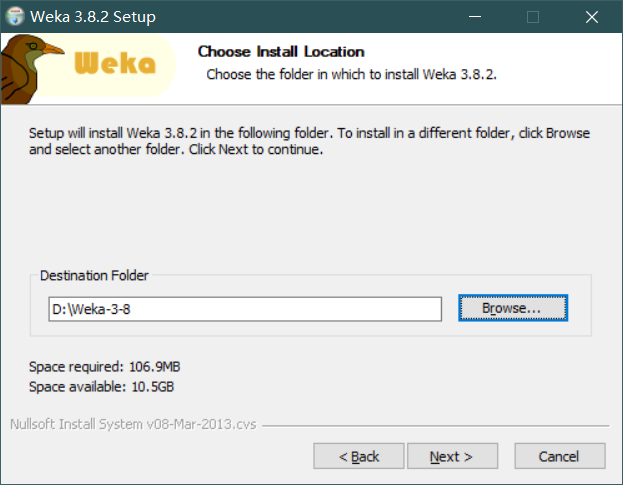 Weka 3.8.2 Setup
Weka
Choose Install Location
Choose the folder in which to install Weka 3.8.2.
Setup will install Weka 3.8.2 in the following folder. To install in a different folder, click Browse
and select another folder. Click Next to continue.
Destination Folder
D:\Weka-3-8
Browse...
Space required: 106.9MB
Space available: 10.5GB
Nullsoft Install System v08-Mar-2013.cvs
< Back
Next >
Cancel